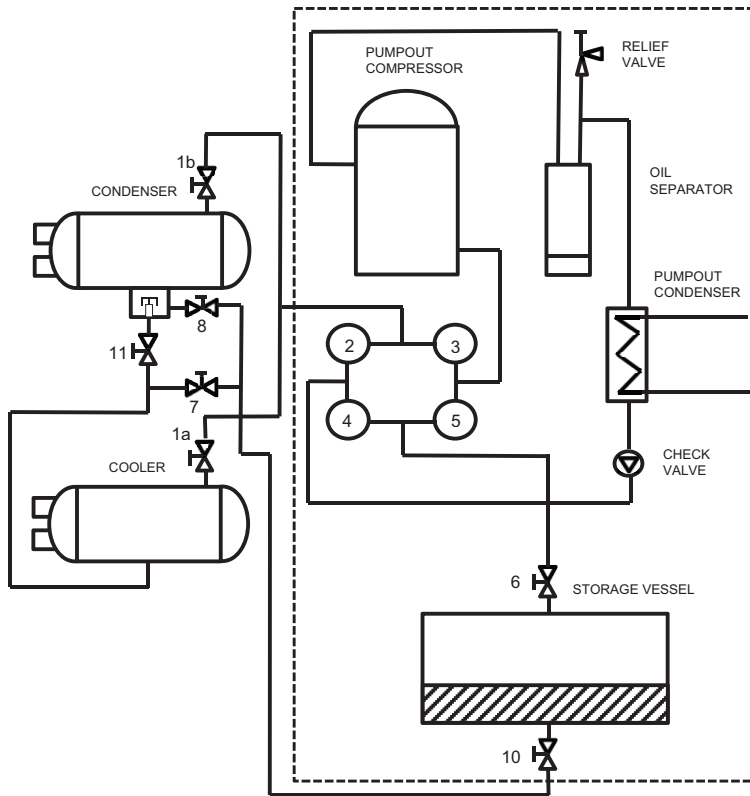 PUMPOUT
COMPRESSOR
RELIEF
VALVE
1b
CONDENSER
OIL
SEPARATOR
PUMPOUT
CONDENSER
8
11
2
3
7
4
5
1a
COOLER
CHECK
VALVE
6
STORAGE VESSEL
10